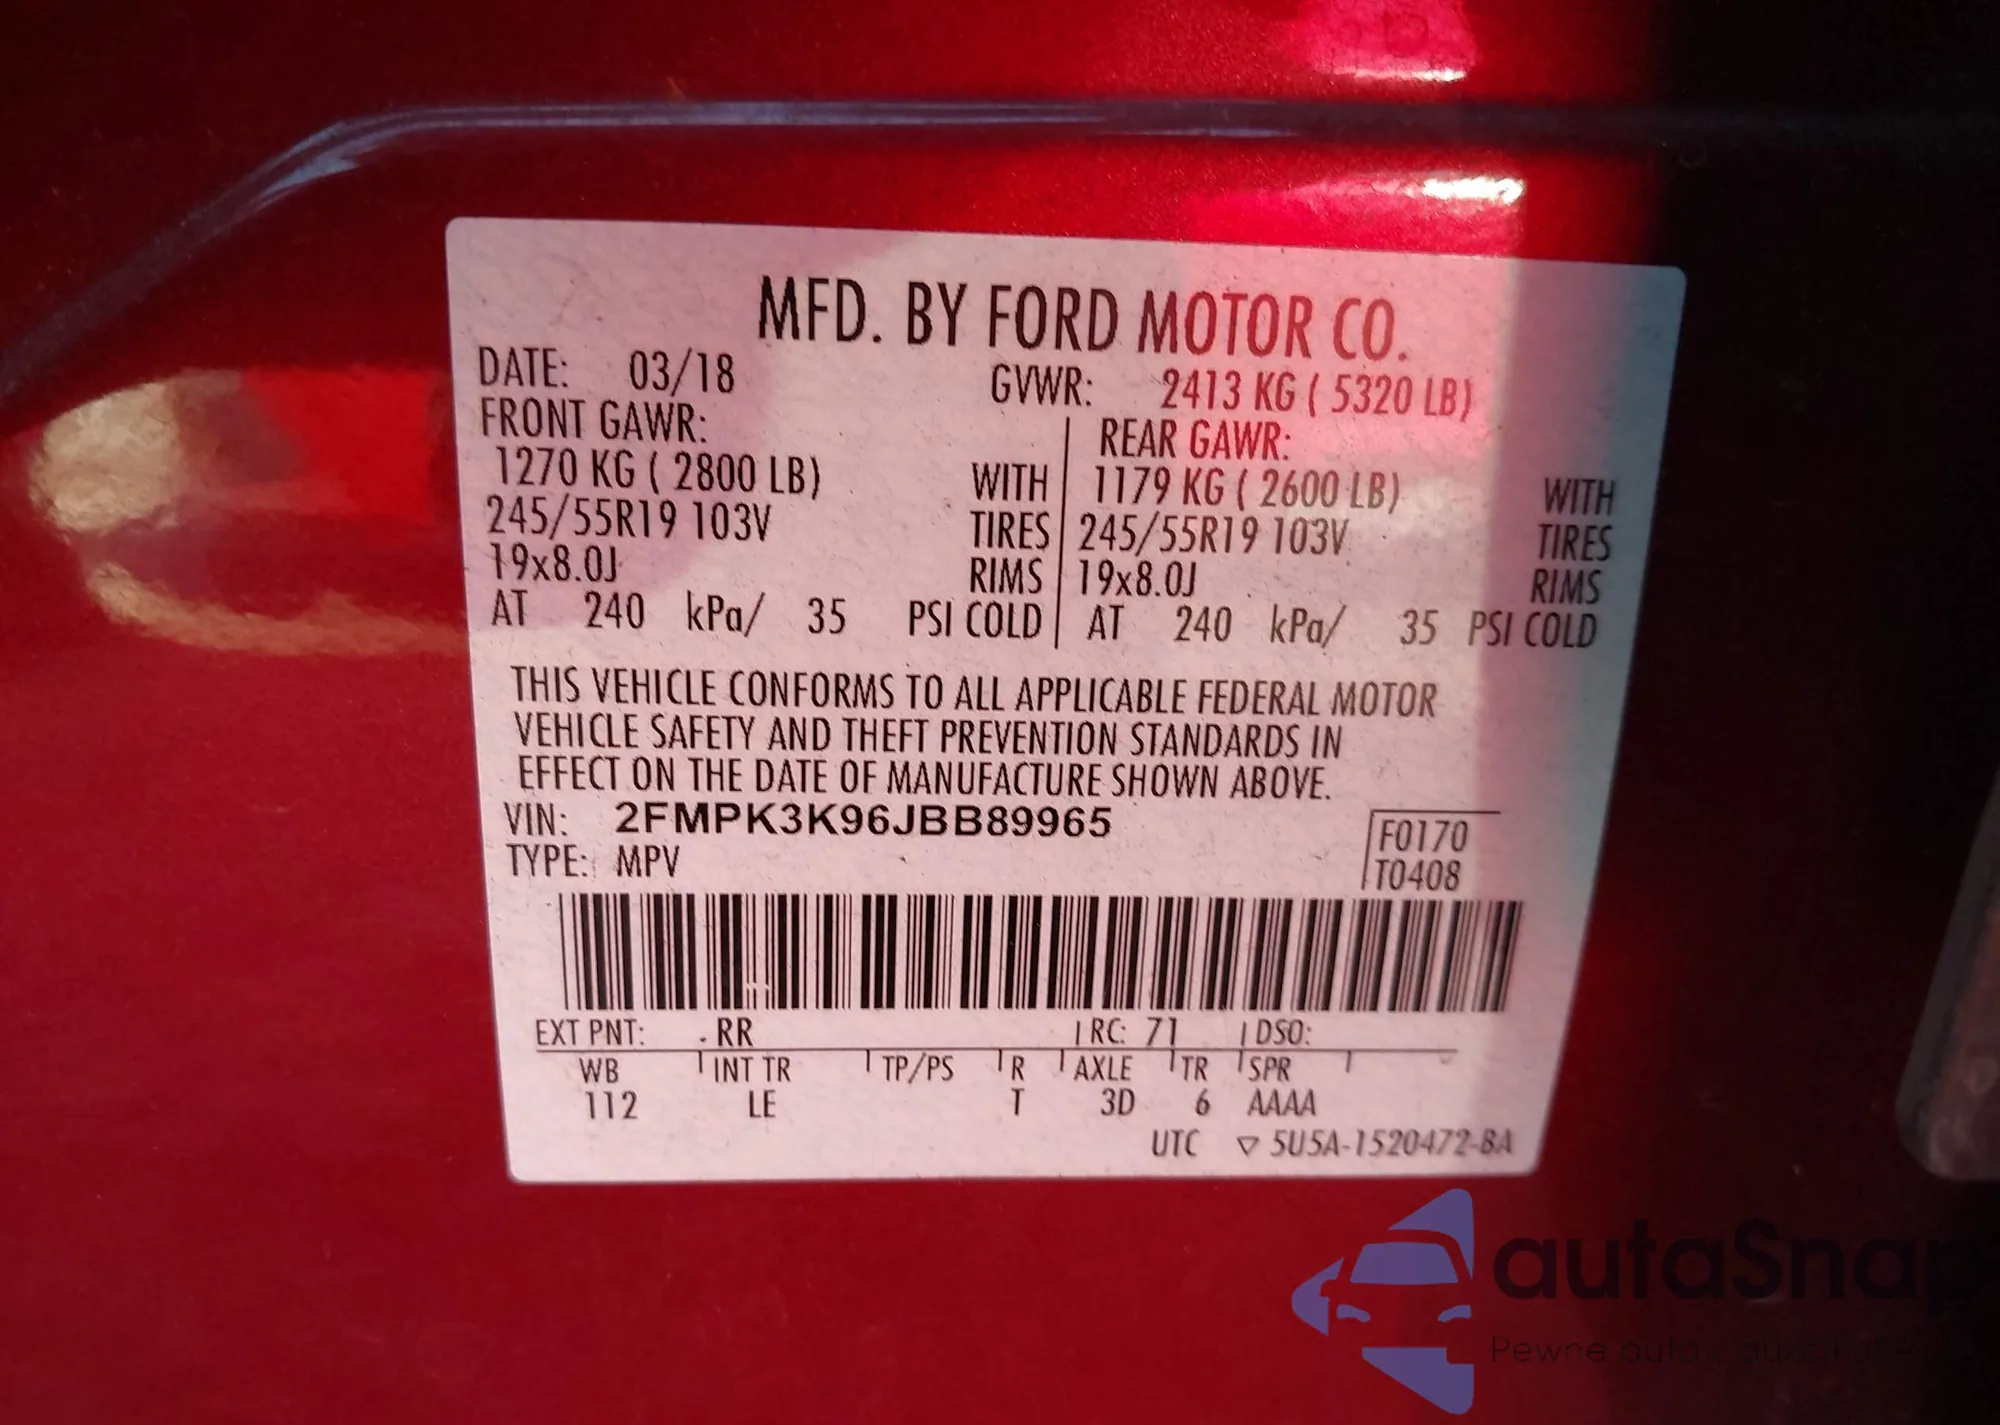 MFD. BY FORD MOTOR CO.
DATE: 03/18 GVWR: 2413 KG ( 5320 LB)
FRONT GAWR: REAR GAWR:
1270 KG ( 2800 LB) WITH 1179 KG ( 2600 LB) WITH
245/55R19 103V TIRES 245/55R19 103V TIRES
19x8.0J RIMS 19x8.0J RIMS
AT 240 kPa/ 35 PSI COLD AT 240 kPa/ 35 PSI COLD
THIS VEHICLE CONFORMS TO ALL APPLICABLE FEDERAL MOTOR
VEHICLE SAFETY AND THEFT PREVENTION STANDARDS IN
EFFECT ON THE DATE OF MANUFACTURE SHOWN ABOVE.
VIN: 2FMPK3K96JBB89965 F0170
TYPE: MPV T0408
EXT PNT: RR RC: 71 DSO:
WB INT TR TP/PS R AXLE TR SPR
112 LE T 3D 6 AAAA
UTC ▽ 5U5A-1520472-BA
autaSnap
Pewne auta